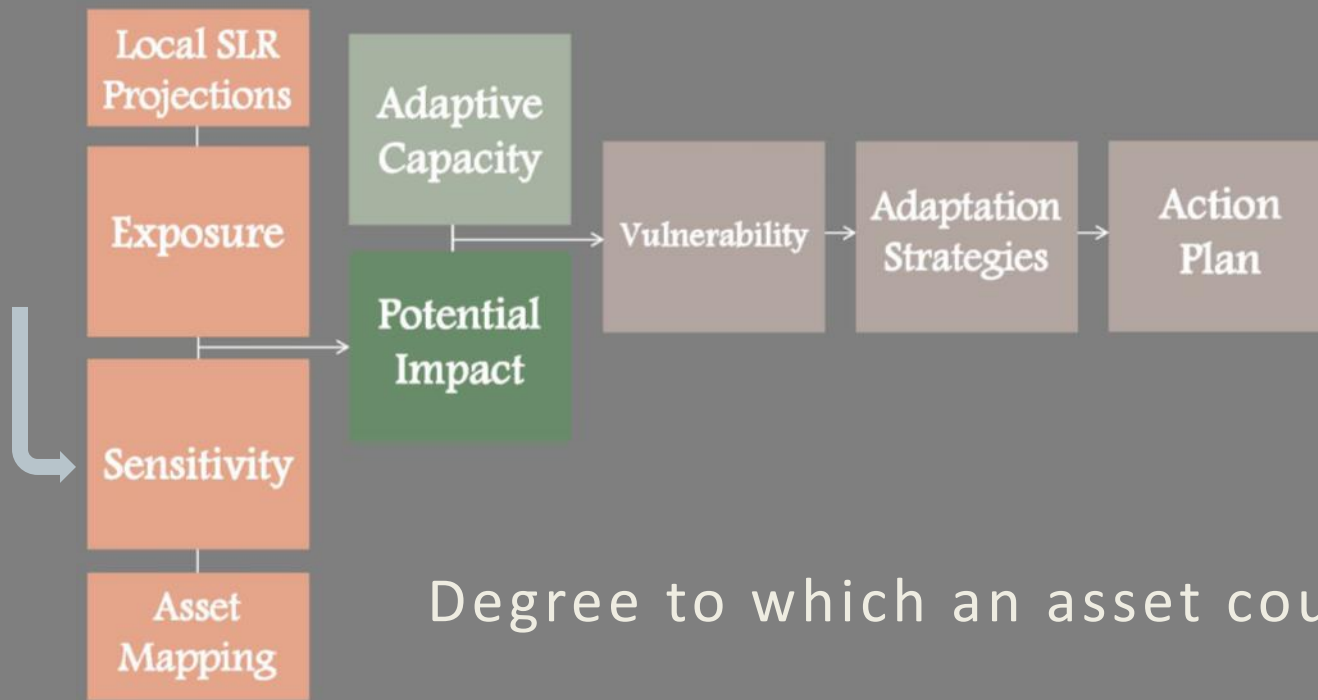 Local SLR
Projections
Exposure
Sensitivity
Asset
Mapping
Adaptive
Capacity
Potential
Impact
Vulnerability
Adaptation
Strategies
Action
Plan
Degree to which an asset